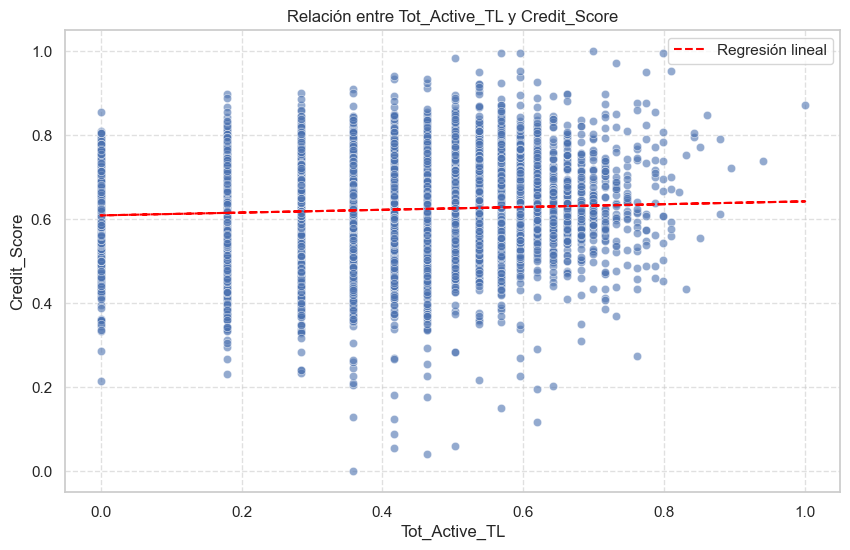 Relación entre Tot_Active_TL y Credit_Score
Regresión lineal
Credit_Score
1.0
0.8
0.6
0.4
0.2
0.0
0.0 0.2 0.4 0.6 0.8 1.0
Tot_Active_TL